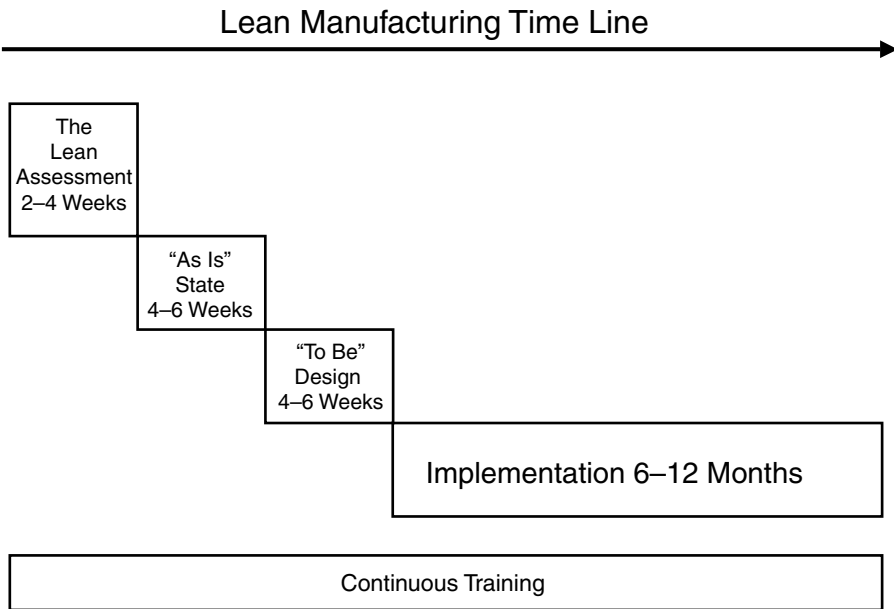 Lean Manufacturing Time Line
The
Lean
Assessment
2–4 Weeks
“As Is”
State
4–6 Weeks
“To Be”
Design
4–6 Weeks
Implementation 6–12 Months
Continuous Training